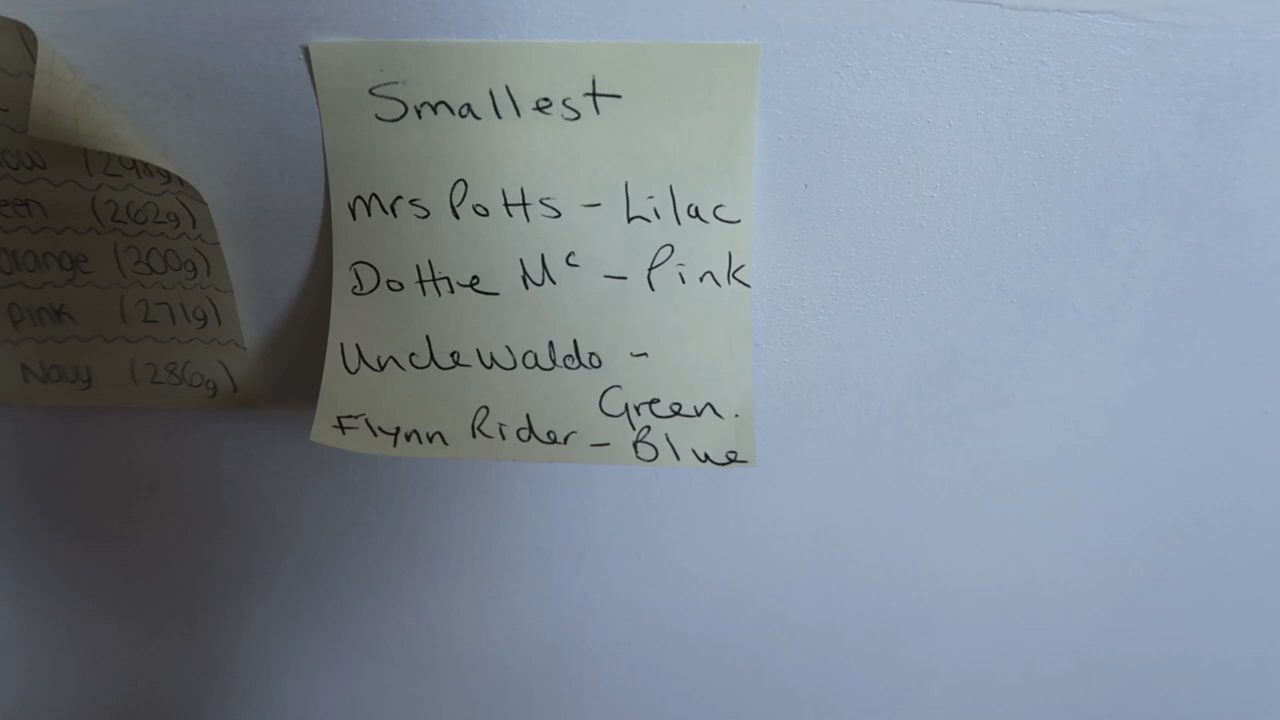 (262g)
Orange (300g)
Pink (271g)
Navy (286g)
Smallest
Mrs Potts - Lilac
Dottie Mc - Pink
Uncle Waldo -
Green.
Flynn Rider - Blue